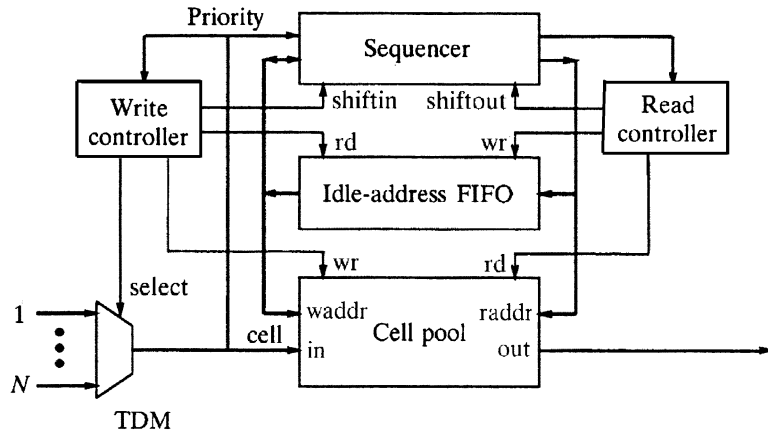 Priority
Sequencer
shiftin
shiftout
Write
controller
Read
controller
rd
wr
Idle-address FIFO
wr
rd
select
waddr
raddr
1
cell
Cell pool
in
out
N
TDM